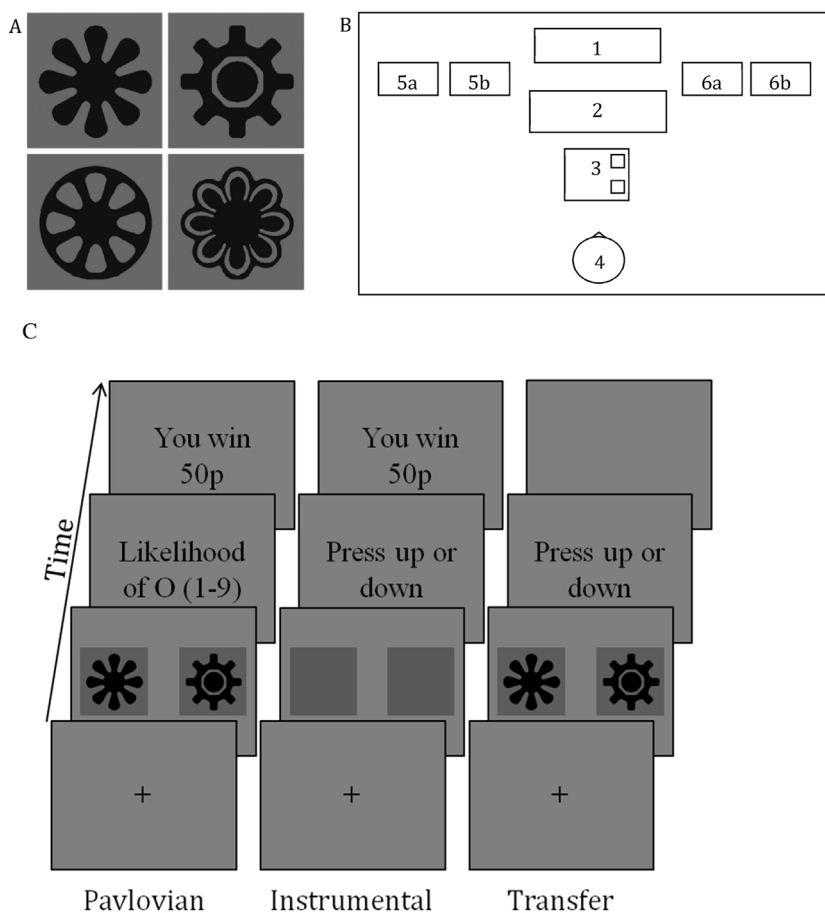 A
B
1
5a
5b
6a
6b
2
3
4
C
You win
50p
You win
50p
Time
Likelihood
of O (1-9)
Press up or
down
Press up or
down
+
+
+
Pavlovian
Instrumental
Transfer